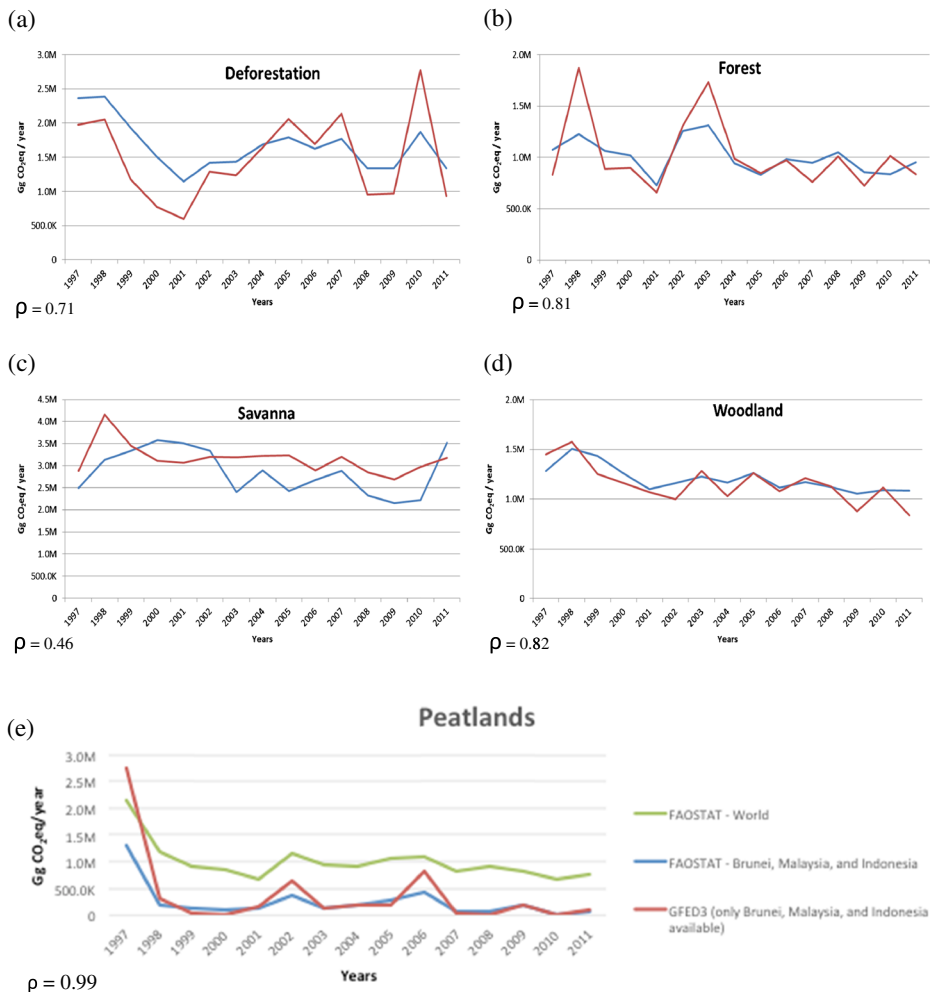 (a)
Deforestation
Gg CO₂eq / year
3.0M
2.5M
2.0M
1.5M
1.0M
500.0K
0
1997 1998 1999 2000 2001 2002 2003 2004 2005 2006 2007 2008 2009 2010 2011
Years
ρ = 0.71
(b)
Forest
Gg CO₂eq / year
2.0M
1.5M
1.0M
500.0K
0
1997 1998 1999 2000 2001 2002 2003 2004 2005 2006 2007 2008 2009 2010 2011
Years
ρ = 0.81
(c)
Savanna
Gg CO₂eq / year
4.5M
4.0M
3.5M
3.0M
2.5M
2.0M
1.5M
1.0M
500.0K
0
1997 1998 1999 2000 2001 2002 2003 2004 2005 2006 2007 2008 2009 2010 2011
Years
ρ = 0.46
(d)
Woodland
Gg CO₂eq / year
2.0M
1.5M
1.0M
500.0K
0
1997 1998 1999 2000 2001 2002 2003 2004 2005 2006 2007 2008 2009 2010 2011
Years
ρ = 0.82
(e)
Peatlands
Gg CO₂eq/year
3.0M
2.5M
2.0M
1.5M
1.0M
500.0K
0
1997 1998 1999 2000 2001 2002 2003 2004 2005 2006 2007 2008 2009 2010 2011
Years
FAOSTAT - World
FAOSTAT - Brunei, Malaysia, and Indonesia
GFED3 (only Brunei, Malaysia, and Indonesia
available)
ρ = 0.99